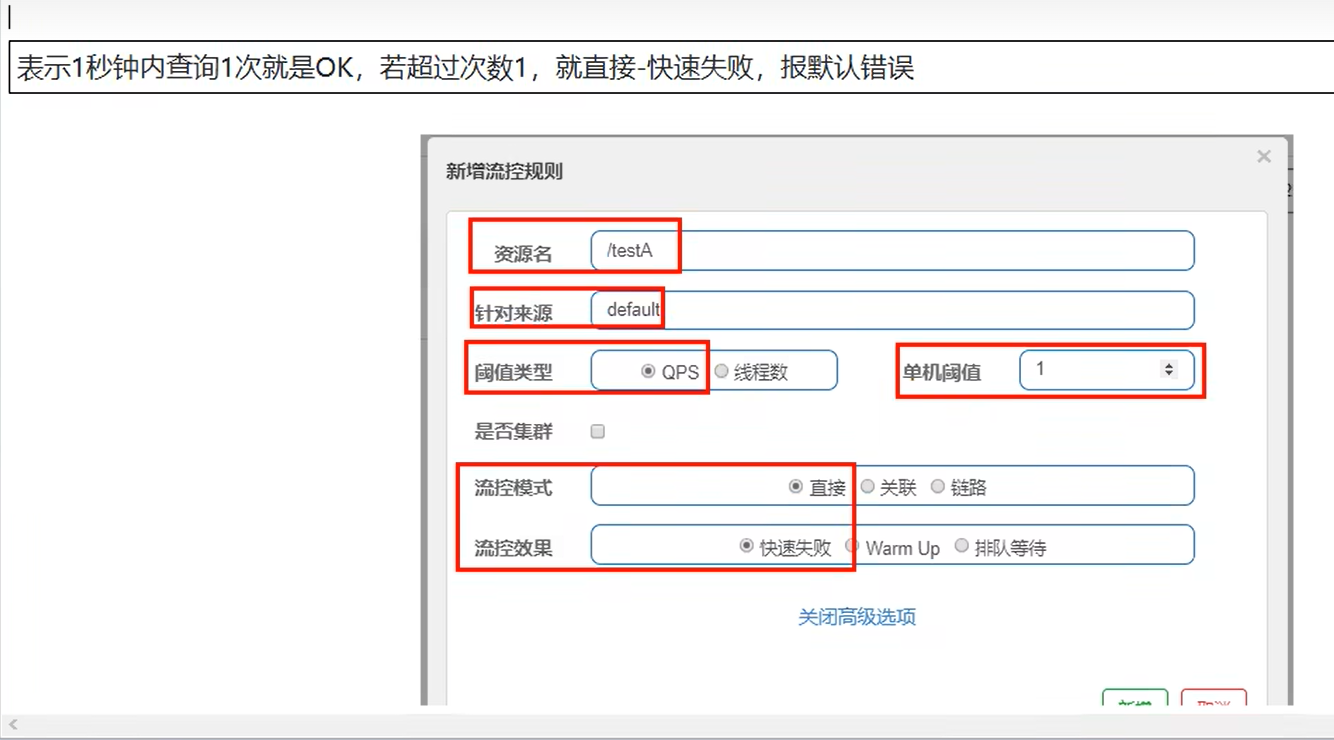 表示1秒钟内查询1次就是OK，若超过次数1，就直接-快速失败，报默认错误
新增流控规则
×
资源名 /testA
针对来源 default
阈值类型 QPS 线程数 单机阈值 1
是否集群
流控模式 直接 关联 链路
流控效果 快速失败 Warm Up 排队等待
关闭高级选项
新增 取消